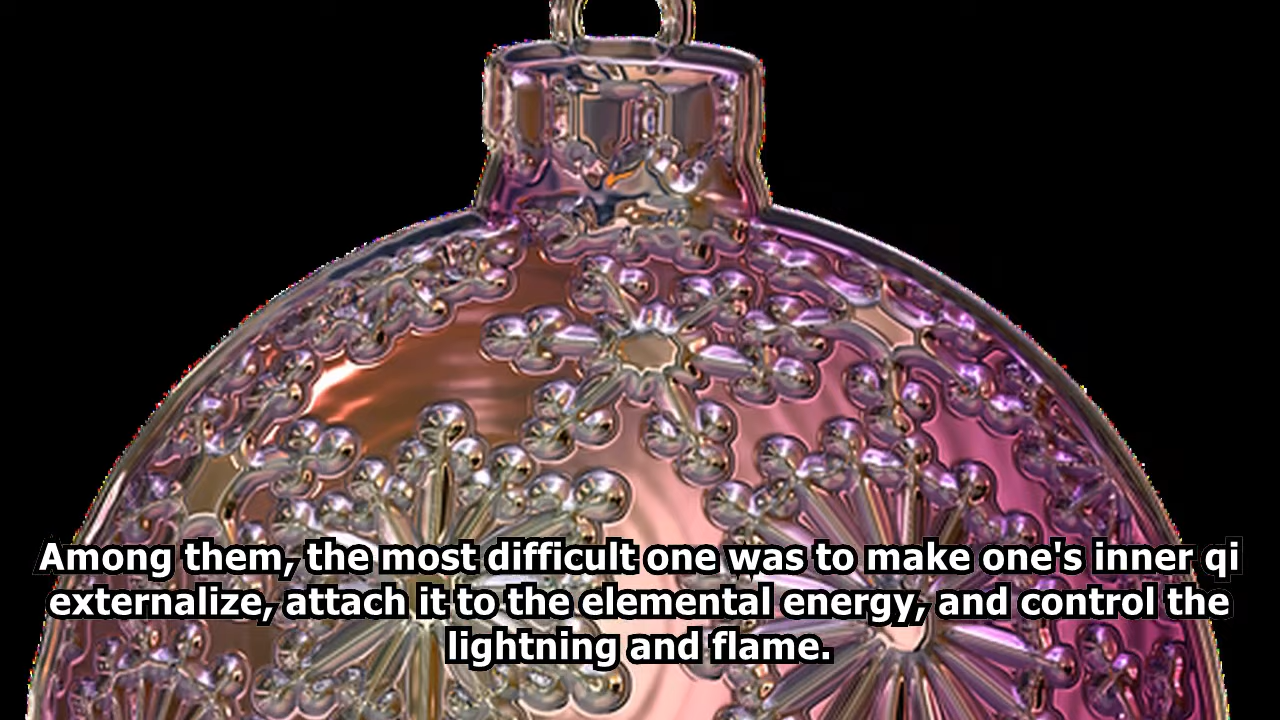 Among them, the most difficult one was to make one's inner qi
externalize, attach it to the elemental energy, and control the
lightning and flame.